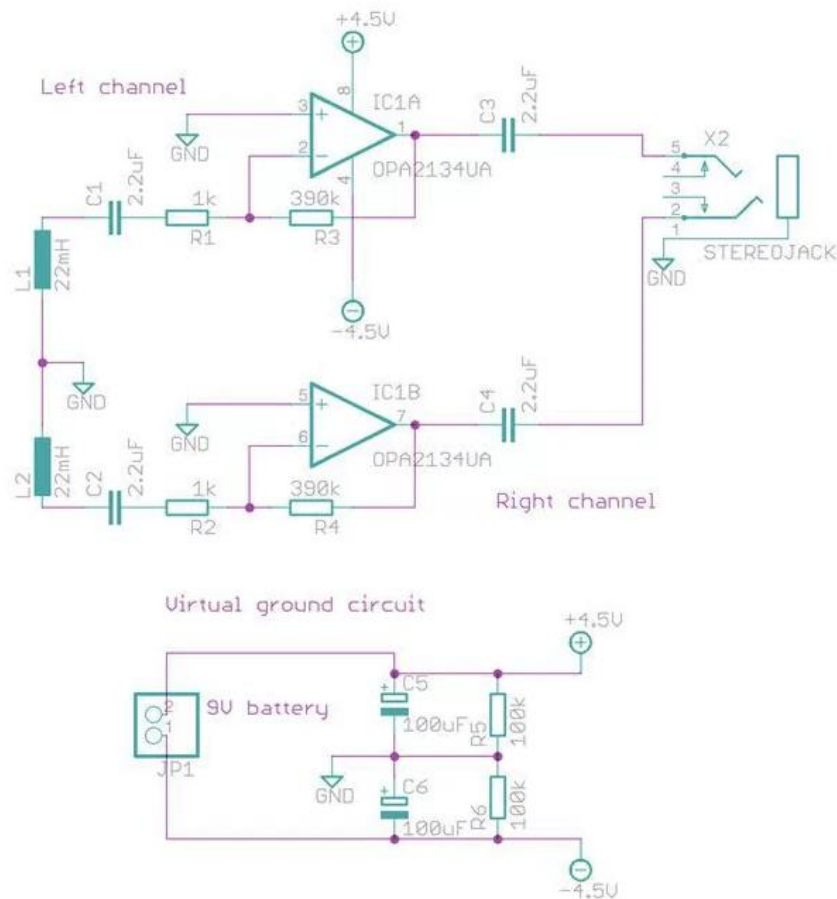 +4.5V
Left channel
8
IC1A
3
+
1
2
-
GND
OPA2134UA
4
C3
2.2uF
X2
5
4
3
2
1
STEREOJACK
GND
C1
2.2uF
1k
R1
390k
R3
L1
22mH
-4.5V
GND
IC1B
5
+
7
6
-
GND
OPA2134UA
C4
2.2uF
L2
22mH
C2
2.2uF
1k
R2
390k
R4
Right channel
Virtual ground circuit
+4.5V
2
1
9V battery
JP1
+
C5
100uF
R5
100k
GND
+
C6
100uF
R6
100k
-4.5V